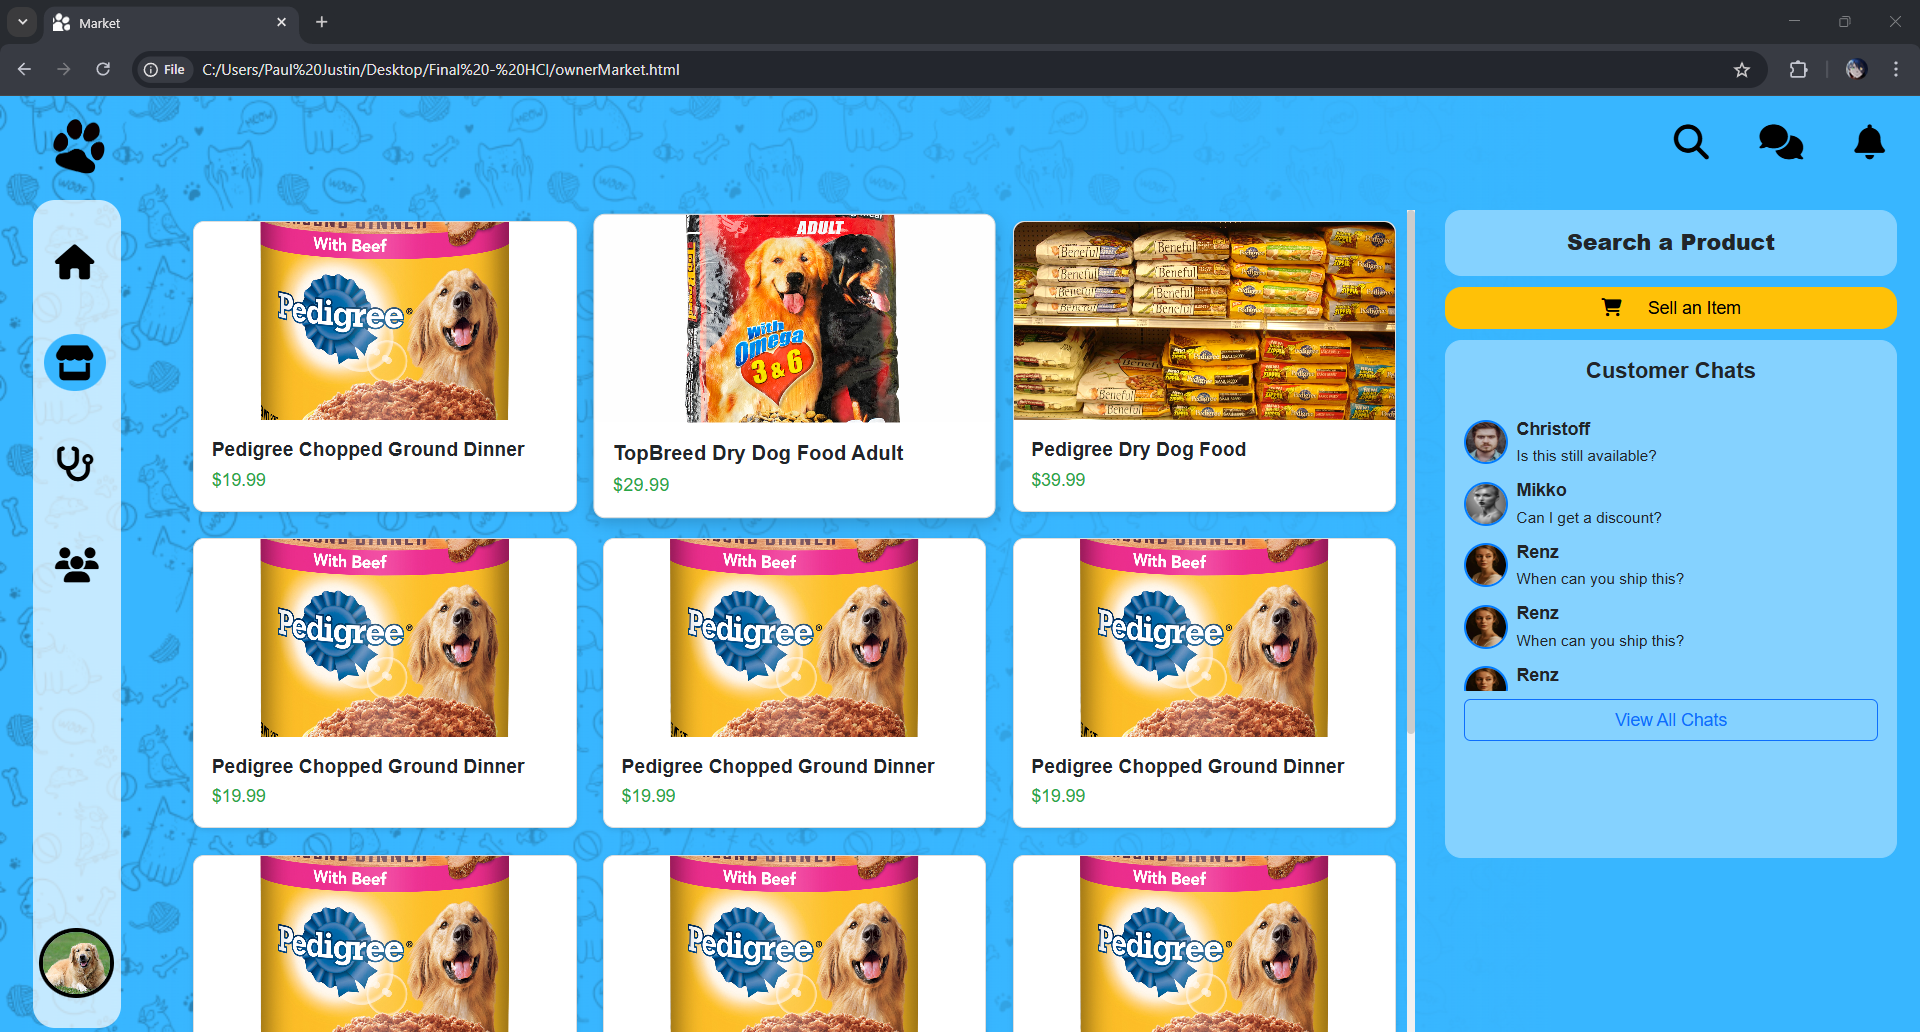 Market
File
C:/Users/Paul%20Justin/Desktop/Final%20-%20HCI/ownerMarket.html
Search a Product
Sell an Item
With Beef
Pedigree
Pedigree Chopped Ground Dinner
$19.99
ADULT
with
Omega
3 & 6
TopBreed Dry Dog Food Adult
$29.99
Beneful
Beneful
Pedigree Dry Dog Food
$39.99
Customer Chats
Christoff
Is this still available?
Mikko
Can I get a discount?
Renz
When can you ship this?
Renz
When can you ship this?
Renz
View All Chats
With Beef
Pedigree
Pedigree Chopped Ground Dinner
$19.99
With Beef
Pedigree
Pedigree Chopped Ground Dinner
$19.99
With Beef
Pedigree
Pedigree Chopped Ground Dinner
$19.99
With Beef
Pedigree
With Beef
Pedigree
With Beef
Pedigree